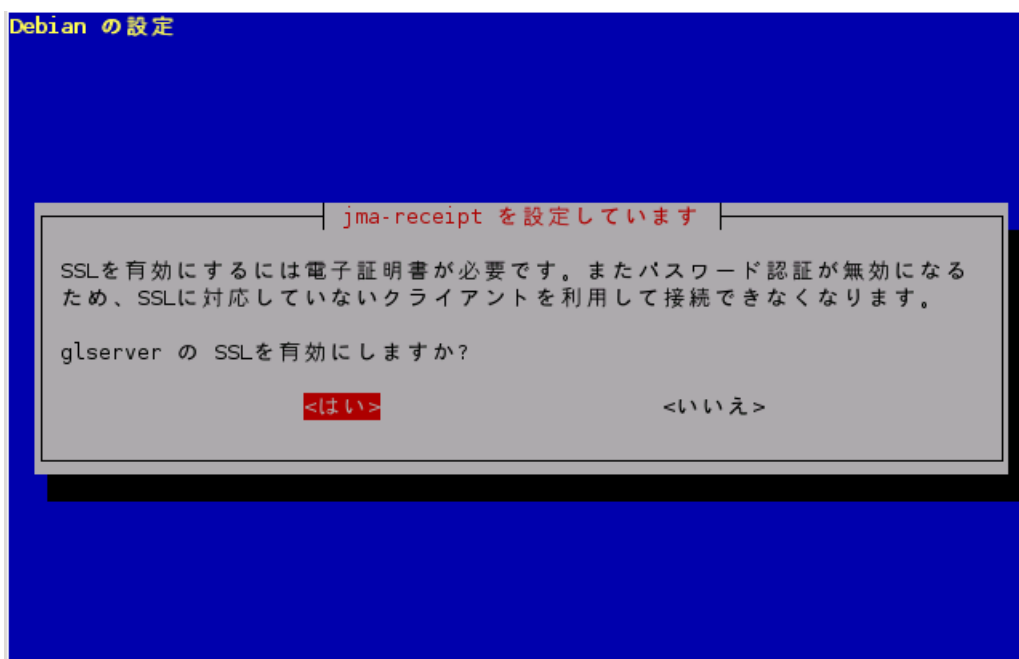 Debian の設定
jma-receipt を設定しています
SSLを有効にするには電子証明書が必要です。またパスワード認証が無効になる
ため、SSLに対応していないクライアントを利用して接続できなくなります。
glserver の SSLを有効にしますか?
<はい> <いいえ>